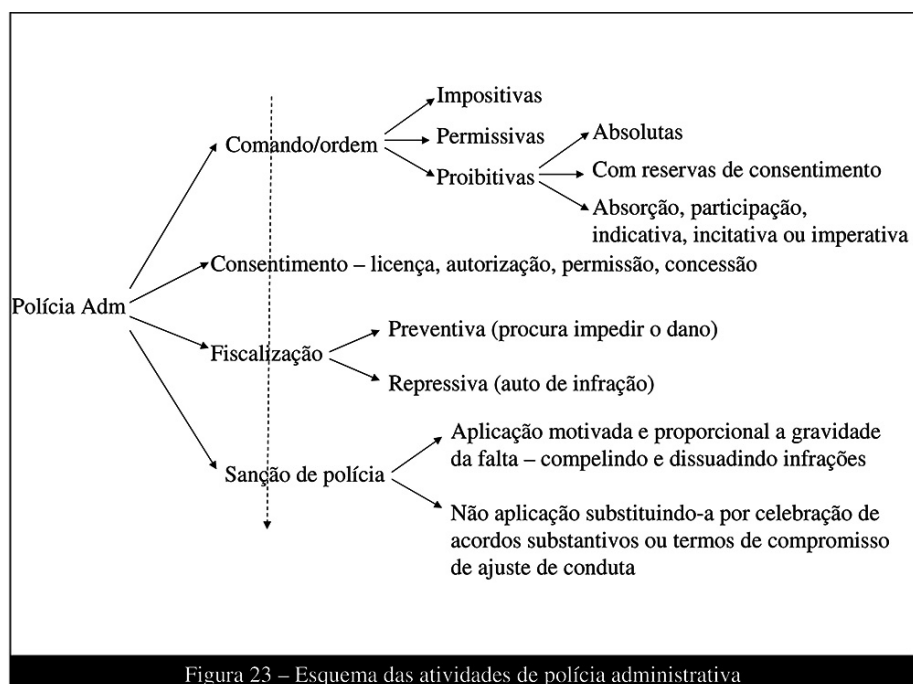 Impositivas
Comando/ordem
Permissivas
Absolutas
Proibitivas
Com reservas de consentimento
Absorção, participação,
indicativa, incitativa ou imperativa
Consentimento – licença, autorização, permissão, concessão
Polícia Adm
Fiscalização
Preventiva (procura impedir o dano)
Repressiva (auto de infração)
Sanção de polícia
Aplicação motivada e proporcional a gravidade
da falta – compelindo e dissuadindo infrações
Não aplicação substituindo-a por celebração de
acordos substantivos ou termos de compromisso
de ajuste de conduta
Figura 23 – Esquema das atividades de polícia administrativa